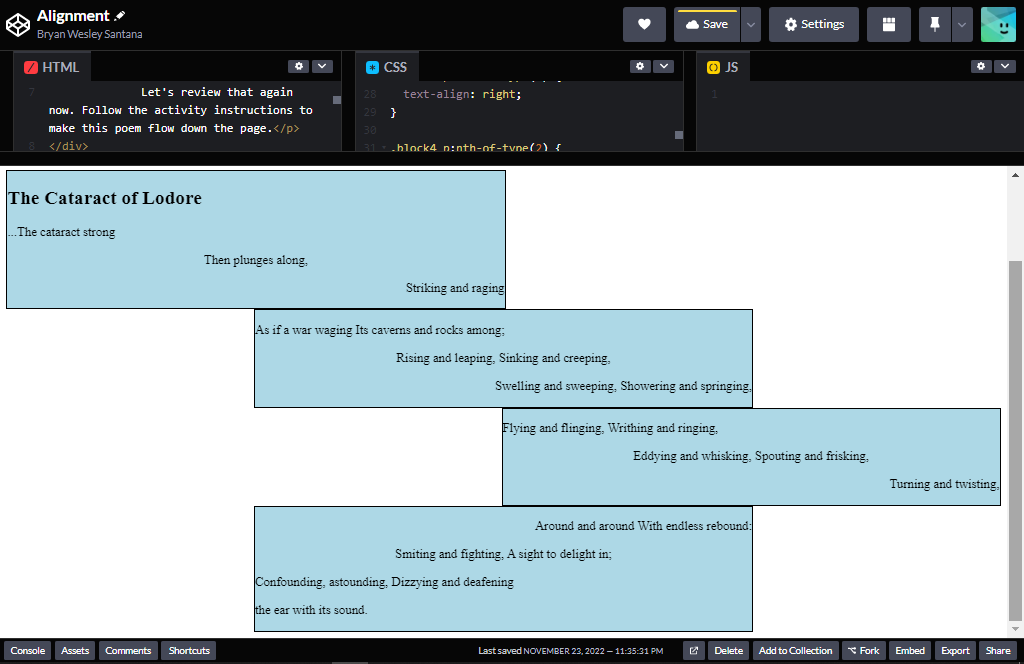 Alignment
Bryan Wesley Santana
Save
Settings
HTML
CSS
JS
7
Let's review that again
now. Follow the activity instructions to
make this poem flow down the page.</p>
8 </div>
28 text-align: right;
29 }
30
31 .block4 p:nth-of-type(2) {
1
The Cataract of Lodore
...The cataract strong
Then plunges along,
Striking and raging
As if a war waging Its caverns and rocks among;
Rising and leaping, Sinking and creeping,
Swelling and sweeping, Showering and springing,
Flying and flinging, Writhing and ringing,
Eddying and whisking, Spouting and frisking,
Turning and twisting,
Around and around With endless rebound:
Smiting and fighting, A sight to delight in;
Confounding, astounding, Dizzying and deafening
the ear with its sound.
Console
Assets
Comments
Shortcuts
Last saved NOVEMBER 23, 2022 — 11:35:31 PM
Delete
Add to Collection
Fork
Embed
Export
Share